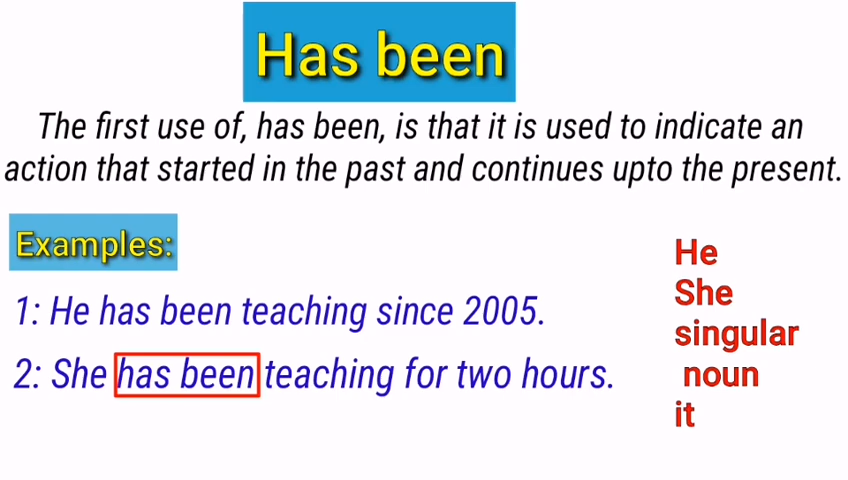 Has been
The first use of, has been, is that it is used to indicate an
action that started in the past and continues upto the present.
Examples:
1: He has been teaching since 2005.
2: She has been teaching for two hours.
He
She
singular
noun
it